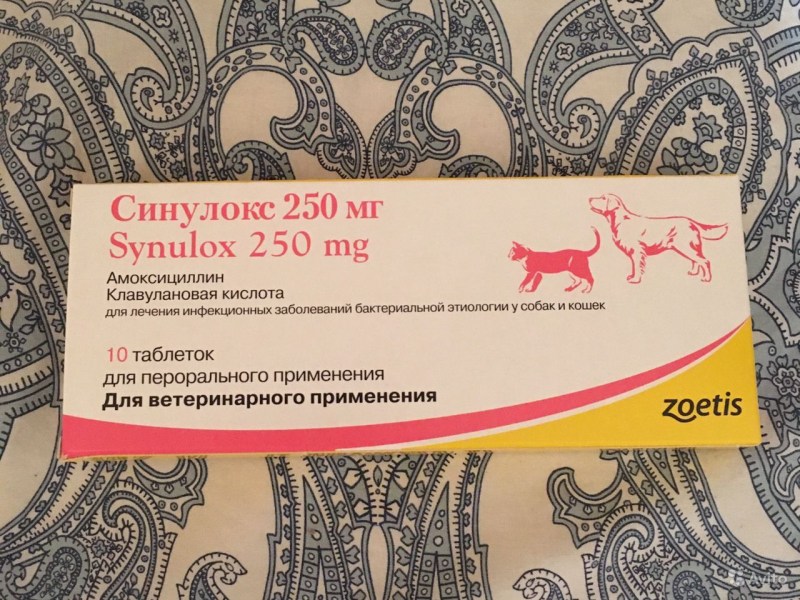 Синулокс 250 мг
Synulox 250 mg
Амоксициллин
Клавулановая кислота
для лечения инфекционных заболеваний бактериальной этиологии у собак и кошек
10 таблеток
для перорального применения
Для ветеринарного применения
zoetis
Avito